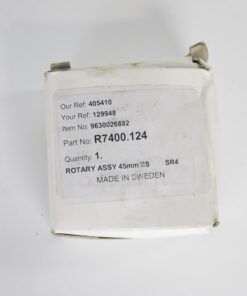 Our Ref: 405410
Your Ref: 129948
Item No: 9630026882
Part No: R7400.124
Quantity: 1.
ROTARY ASSY 45mm SS SR4
MADE IN SWEDEN